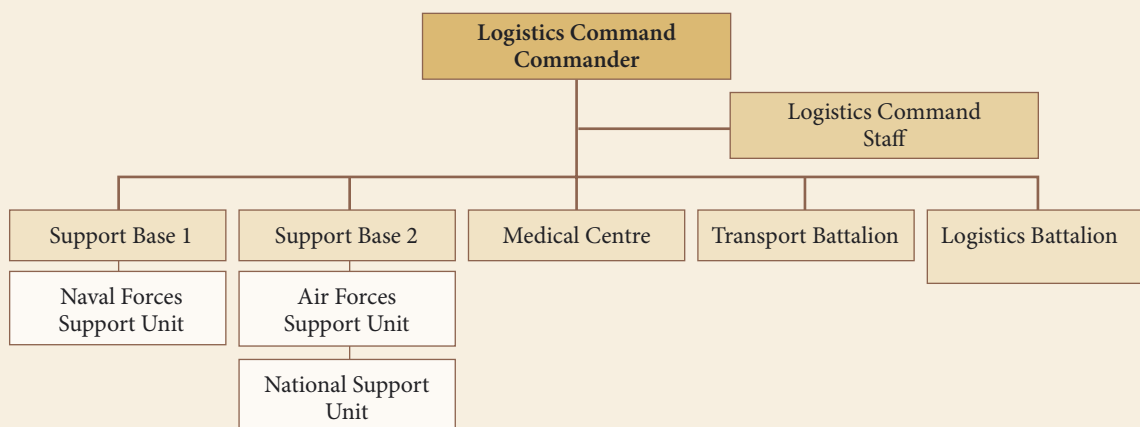 Logistics Command
Commander
Logistics Command
Staff
Support Base 1
Support Base 2
Medical Centre
Transport Battalion
Logistics Battalion
Naval Forces
Support Unit
Air Forces
Support Unit
National Support
Unit